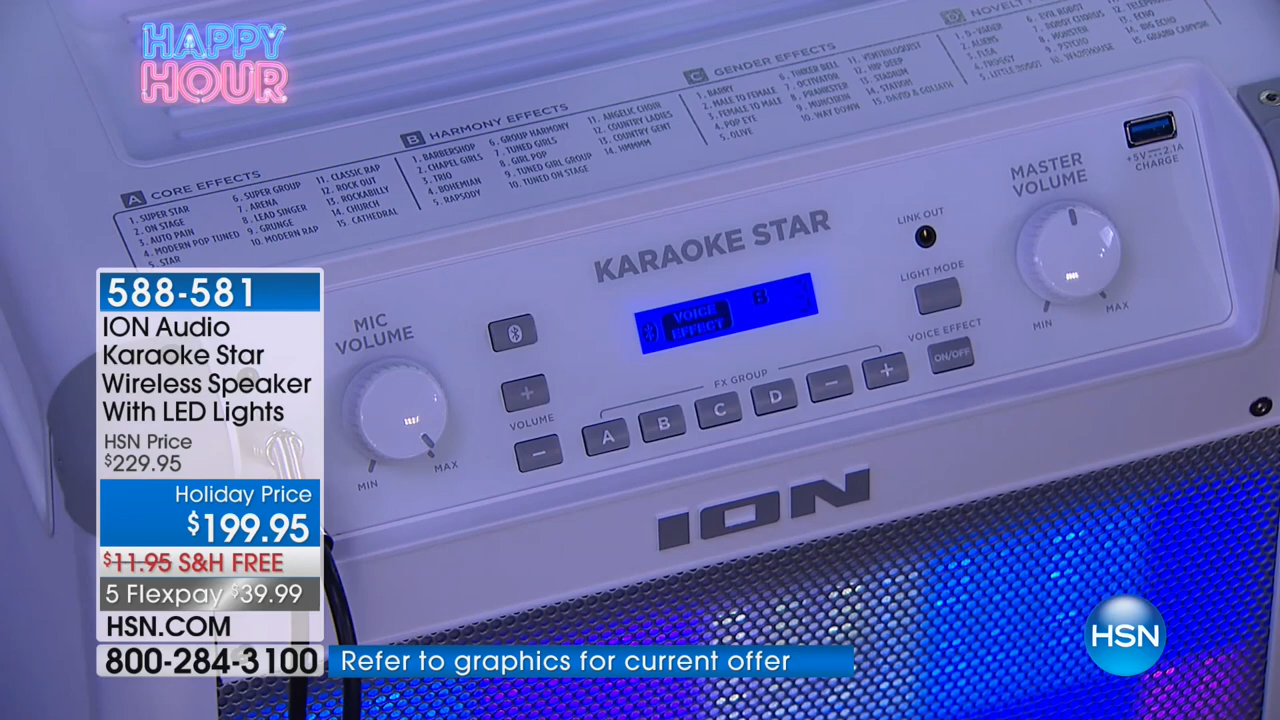 HAPPY
HOUR
A CORE EFFECTS
1. SUPER STAR
2. ON STAGE
3. AUTO PAIN
4. MODERN POP TUNED
5. STAR
6. SUPER GROUP
7. ARENA
8. LEAD SINGER
9. GRUNGE
10. MODERN RAP
11. CLASSIC RAP
12. ROCK OUT
13. ROCKABILLY
14. CHURCH
15. CATHEDRAL
B HARMONY EFFECTS
1. BARBERSHOP
2. CHAPEL GIRLS
3. TRIO
4. BOHEMIAN
5. RAPSODY
6. GROUP HARMONY
7. TUNED GIRLS
8. GIRL POP
9. TUNED GIRL GROUP
10. TUNED ON STAGE
11. ANGELIC CHOIR
12. COUNTRY LADIES
13. COUNTRY GENT
14. HMMMM
C GENDER EFFECTS
1. BARRY
2. MALE TO FEMALE
3. FEMALE TO MALE
4. POP EYE
5. OLIVE
6. TINKER BELL
7. OCTIVATOR
8. PRANKSTER
9. MUNCHKIN
10. WAY DOWN
11. VENTRILOQUIST
12. HIP DEEP
13. STADIUM
14. STATION
15. DAVID & GOLIATH
D NOVELTY
1. D-VADER
2. ALIENS
3. FLEA
4. FROGGY
5. LITTLE ROBOT
6. EVIL ROBOT
7. ROBOT CHORUS
8. MONSTER
9. PSYCHO
11. TELEPHONE
13. ECHO
14. BIG ECHO
15. GRAND CANYON
+5V 2.1A
CHARGE
MASTER
VOLUME
MIN
MAX
LINK OUT
LIGHT MODE
VOICE EFFECT
ON/OFF
KARAOKE STAR
VOICE
EFFECT
B
MIC
VOLUME
MIN
MAX
+
VOLUME
−
FX GROUP
A B C D − +
ION
588-581
ION Audio
Karaoke Star
Wireless Speaker
With LED Lights
HSN Price
$229.95
Holiday Price
$199.95
$11.95 S&H FREE
5 Flexpay $39.99
HSN.COM
800-284-3100
Refer to graphics for current offer
HSN